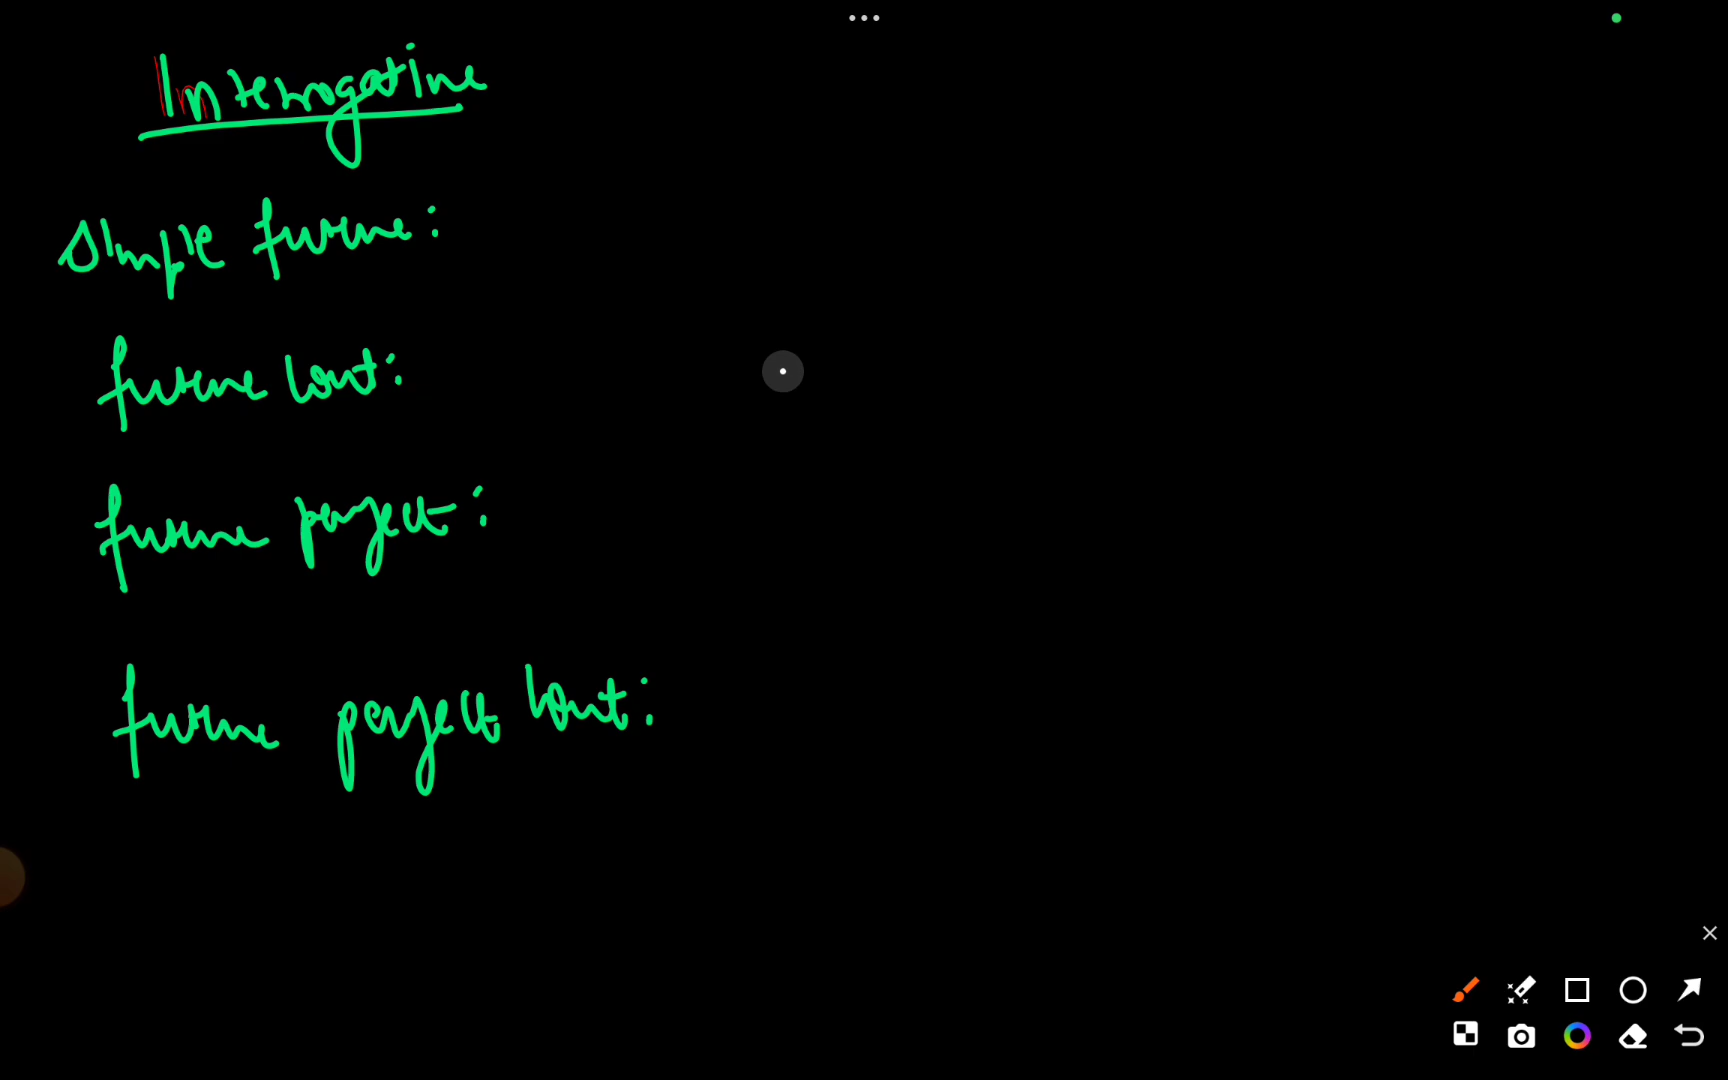 Interrogative
Simple future:
future cont:
future perfect:
future perfect cont: